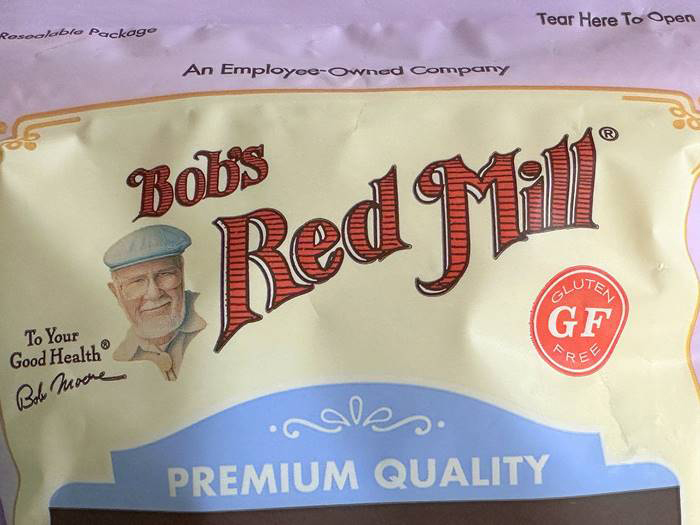 Resealable Package
Tear Here To Open
An Employee-Owned Company
Bob's
Red Mill®
GLUTEN
GF
FREE
To Your
Good Health®
Bob Moore
PREMIUM QUALITY